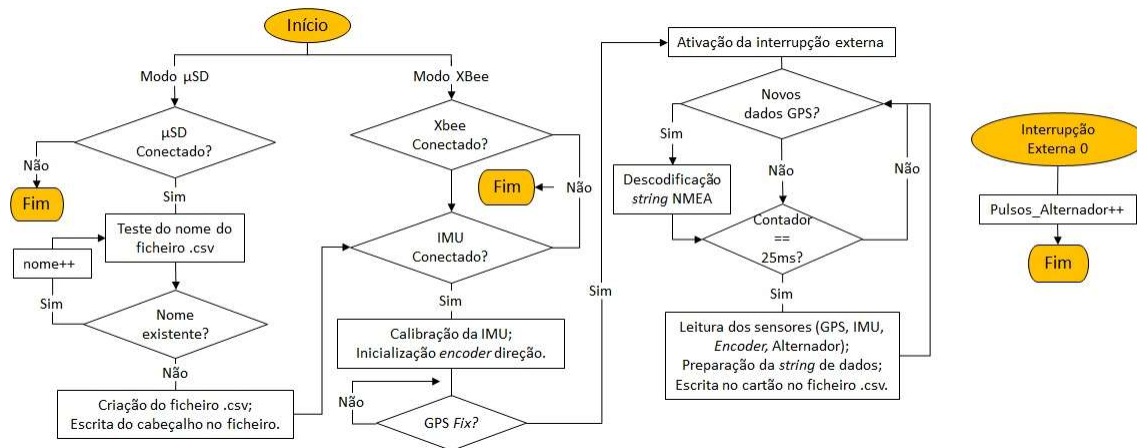 Início
Modo µSD
Modo XBee
µSD
Conectado?
Não
Fim
Sim
Teste do nome do
ficheiro .csv
nome++
Sim
Nome
existente?
Não
Criação do ficheiro .csv;
Escrita do cabeçalho no ficheiro.
Xbee
Conectado?
Fim
Não
IMU
Conectado?
Sim
Calibração da IMU;
Inicialização encoder direção.
Não
GPS Fix?
Sim
Ativação da interrupção externa
Novos
dados GPS?
Sim
Descodificação
string NMEA
Não
Não
Contador
==
25ms?
Sim
Leitura dos sensores (GPS, IMU,
Encoder, Alternador);
Preparação da string de dados;
Escrita no cartão no ficheiro .csv.
Interrupção
Externa 0
Pulsos_Alternador++
Fim